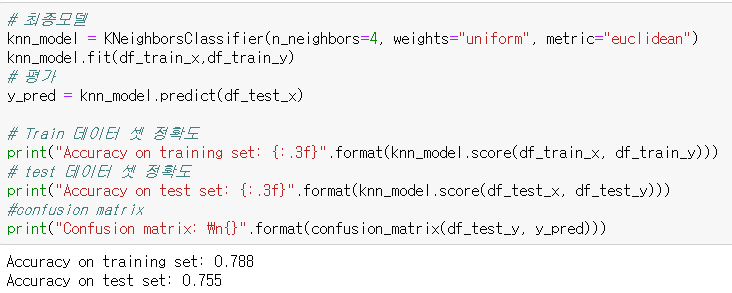 # 최종모델
knn_model = KNeighborsClassifier(n_neighbors=4, weights="uniform", metric="euclidean")
knn_model.fit(df_train_x,df_train_y)
# 평가
y_pred = knn_model.predict(df_test_x)
# Train 데이터 셋 정확도
print("Accuracy on training set: {:.3f}".format(knn_model.score(df_train_x, df_train_y)))
# test 데이터 셋 정확도
print("Accuracy on test set: {:.3f}".format(knn_model.score(df_test_x, df_test_y)))
#confusion matrix
print("Confusion matrix: ₩n{}".format(confusion_matrix(df_test_y, y_pred)))
Accuracy on training set: 0.788
Accuracy on test set: 0.755